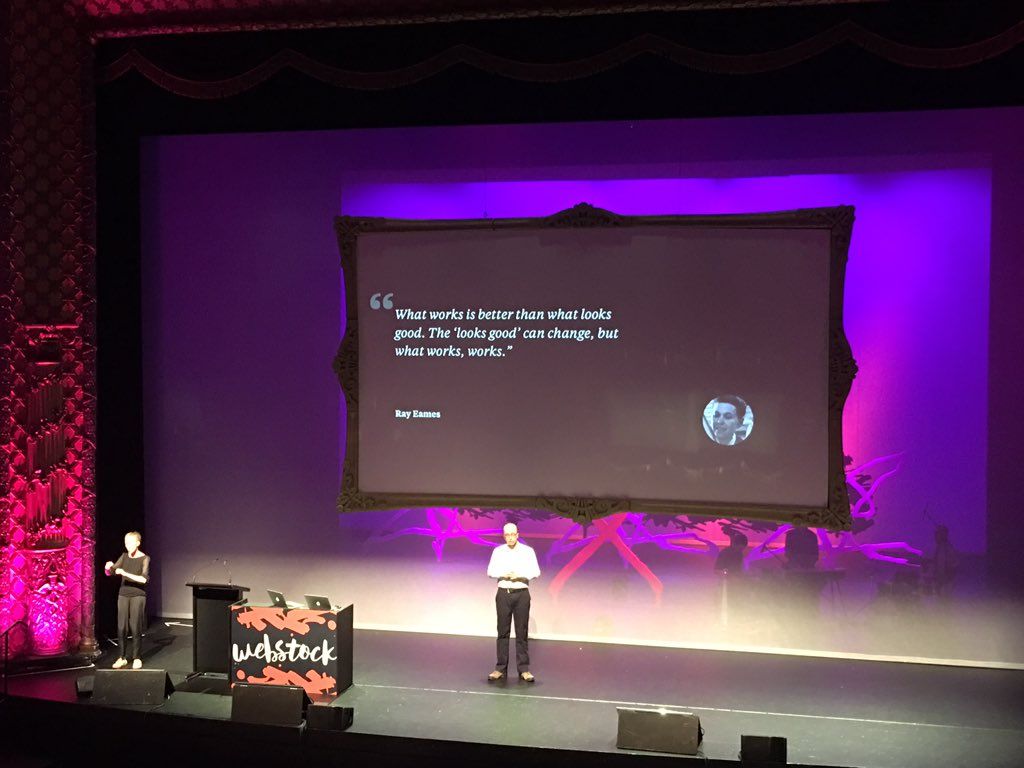 “What works is better than what looks
good. The ‘looks good’ can change, but
what works, works.”
Ray Eames
webstock